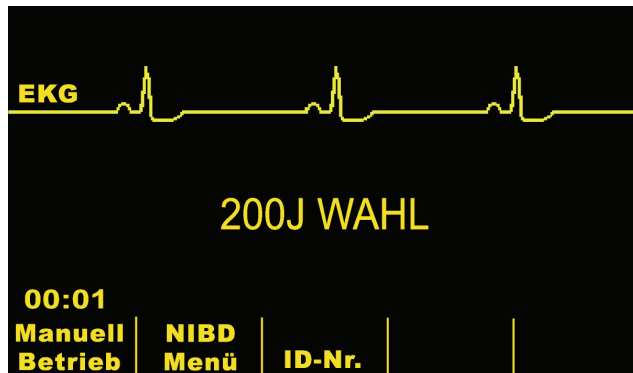 EKG
200J WAHL
00:01
Manuell Betrieb
NIBD Menü
ID-Nr.